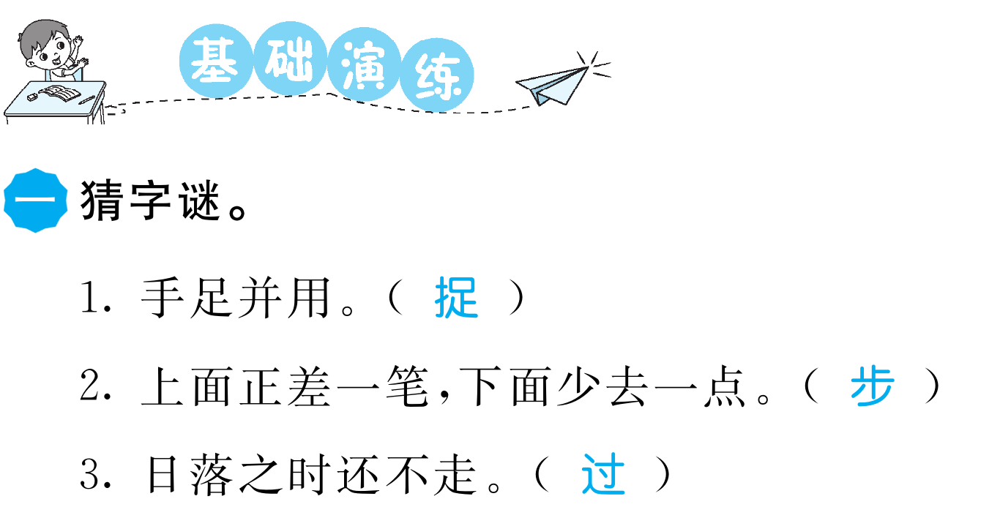 基础演练
一 猜字谜。
1. 手足并用。( 捉 )
2. 上面正差一笔,下面少去一点。( 步 )
3. 日落之时还不走。( 过 )